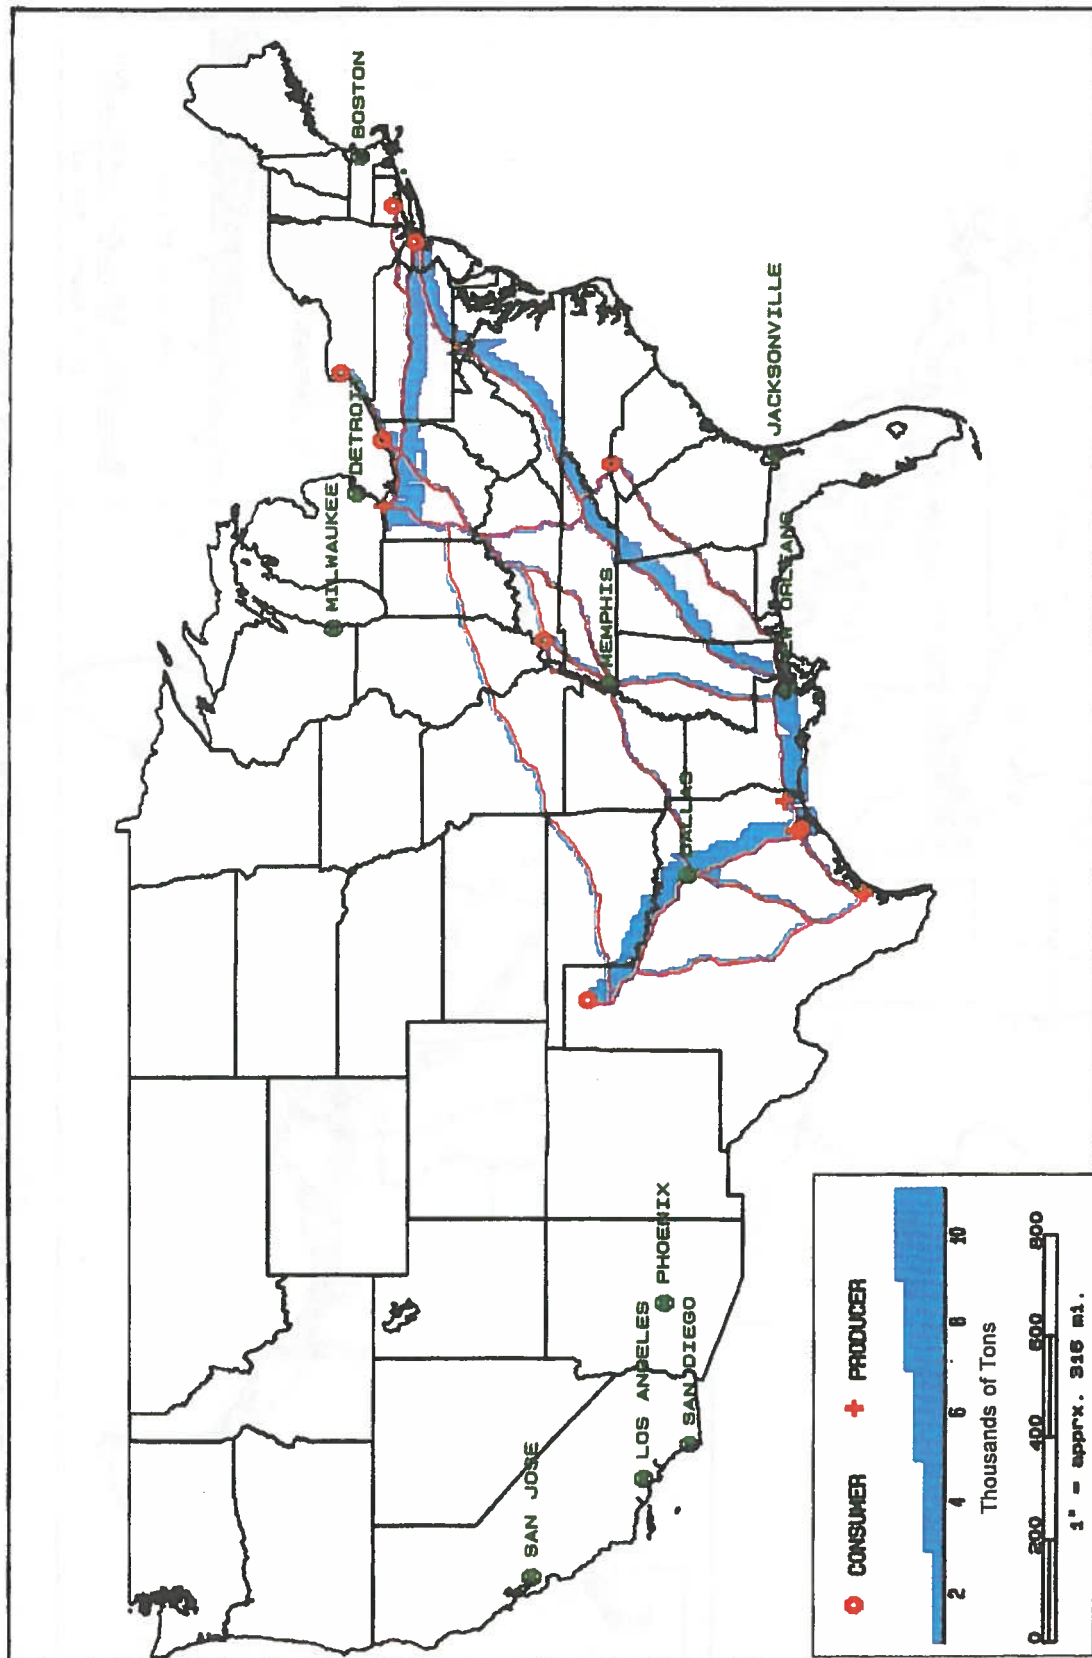 BOSTON
DETROIT
MILWAUKEE
JACKSONVILLE
NEW ORLEANS
MEMPHIS
DALLAS
PHOENIX
LOS ANGELES
SAN DIEGO
SAN JOSE
CONSUMER
PRODUCER
2 4 6 8 10
Thousands of Tons
0 200 400 600 800
1" = apprx. 315 mi.